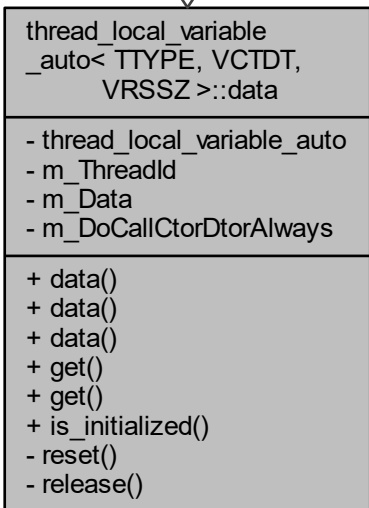 thread_local_variable
_auto< TTYPE, VCTDT,
VRSSZ >::data
- thread_local_variable_auto
- m_ThreadId
- m_Data
- m_DoCallCtorDtorAlways
+ data()
+ data()
+ data()
+ get()
+ get()
+ is_initialized()
- reset()
- release()